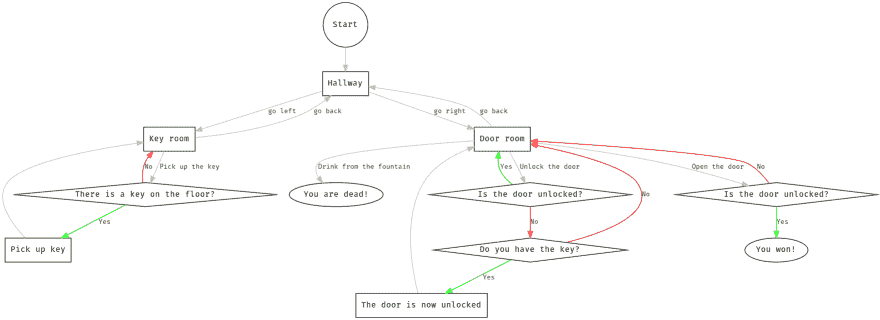 Start
Hallway
go left
go back
go right
go back
Key room
Door room
No
Pick up the key
Drink from the fountain
Yes
Unlock the door
Open the door
No
There is a key on the floor?
You are dead!
Is the door unlocked?
No
Is the door unlocked?
Yes
No
Yes
Pick up key
Do you have the key?
You won!
Yes
The door is now unlocked